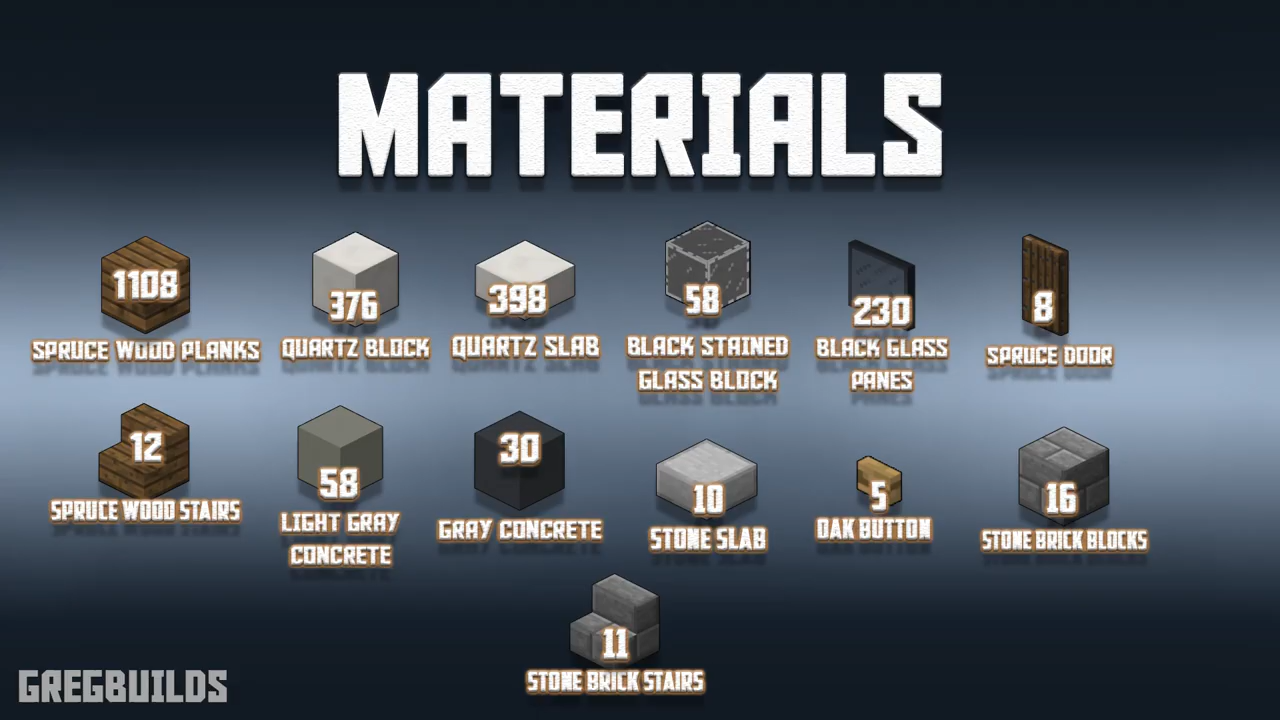 MATERIALS
1108
SPRUCE WOOD PLANKS
376
QUARTZ BLOCK
398
QUARTZ SLAB
58
BLACK STAINED
GLASS BLOCK
230
BLACK GLASS
PANES
8
SPRUCE DOOR
12
SPRUCE WOOD STAIRS
58
LIGHT GRAY
CONCRETE
30
GRAY CONCRETE
10
STONE SLAB
5
OAK BUTTON
16
STONE BRICK BLOCKS
11
STONE BRICK STAIRS
GREGBUILDS